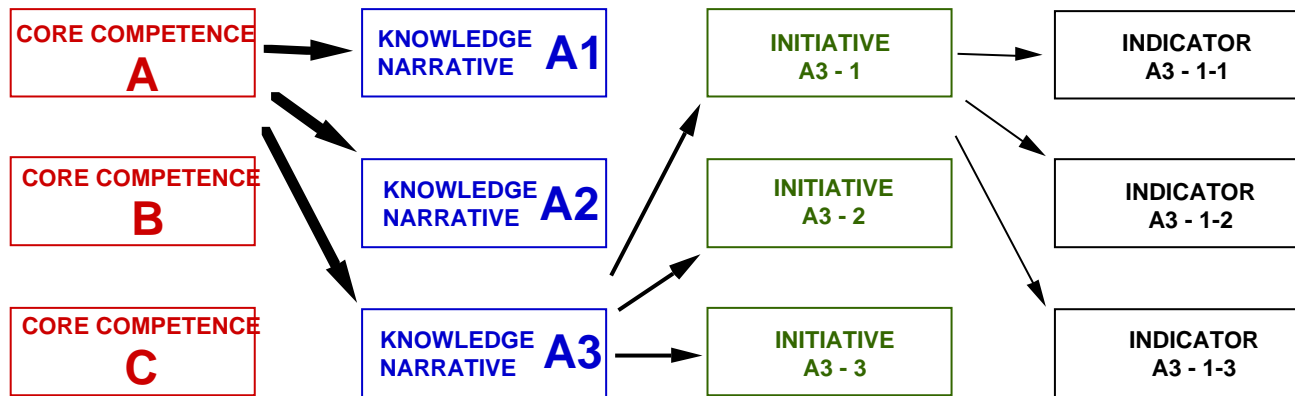 CORE COMPETENCE
A
KNOWLEDGE
NARRATIVE A1
INITIATIVE
A3 - 1
INDICATOR
A3 - 1-1
CORE COMPETENCE
B
KNOWLEDGE
NARRATIVE A2
INITIATIVE
A3 - 2
INDICATOR
A3 - 1-2
CORE COMPETENCE
C
KNOWLEDGE
NARRATIVE A3
INITIATIVE
A3 - 3
INDICATOR
A3 - 1-3